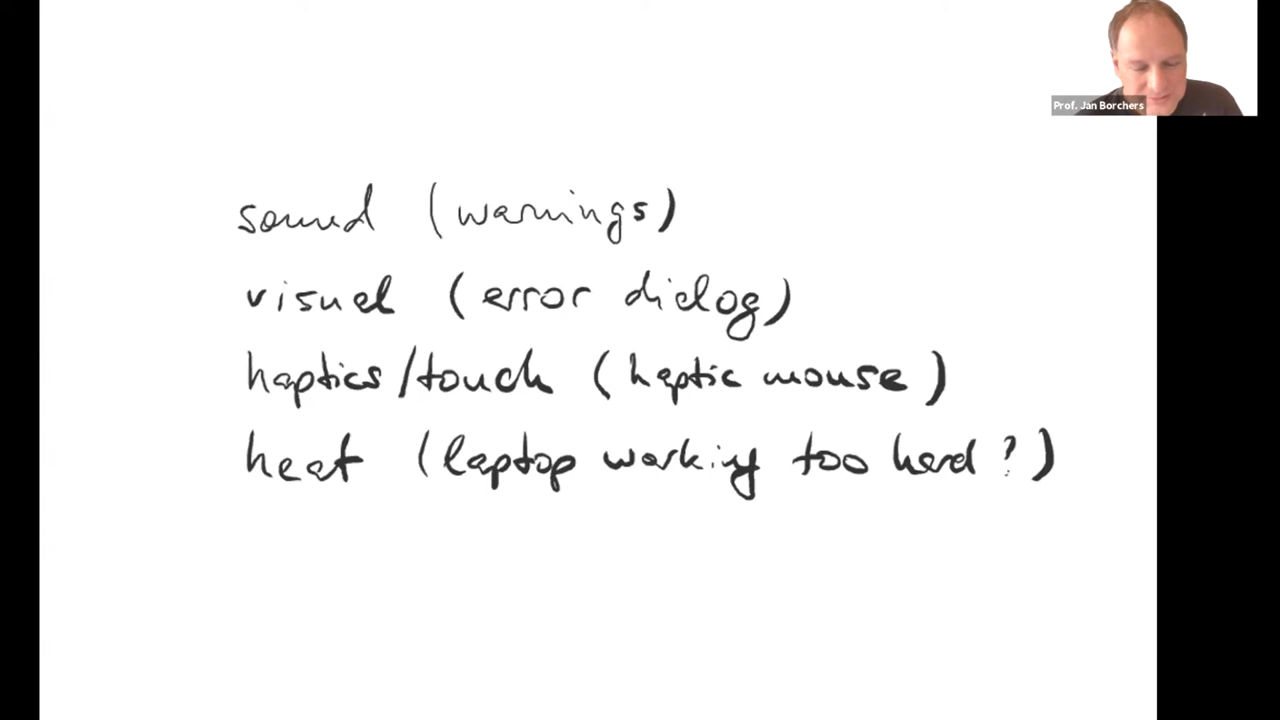 Prof. Jan Borchers
sound (warnings)
visual (error dialog)
haptics/touch (haptic mouse)
heat (laptop working too hard?)